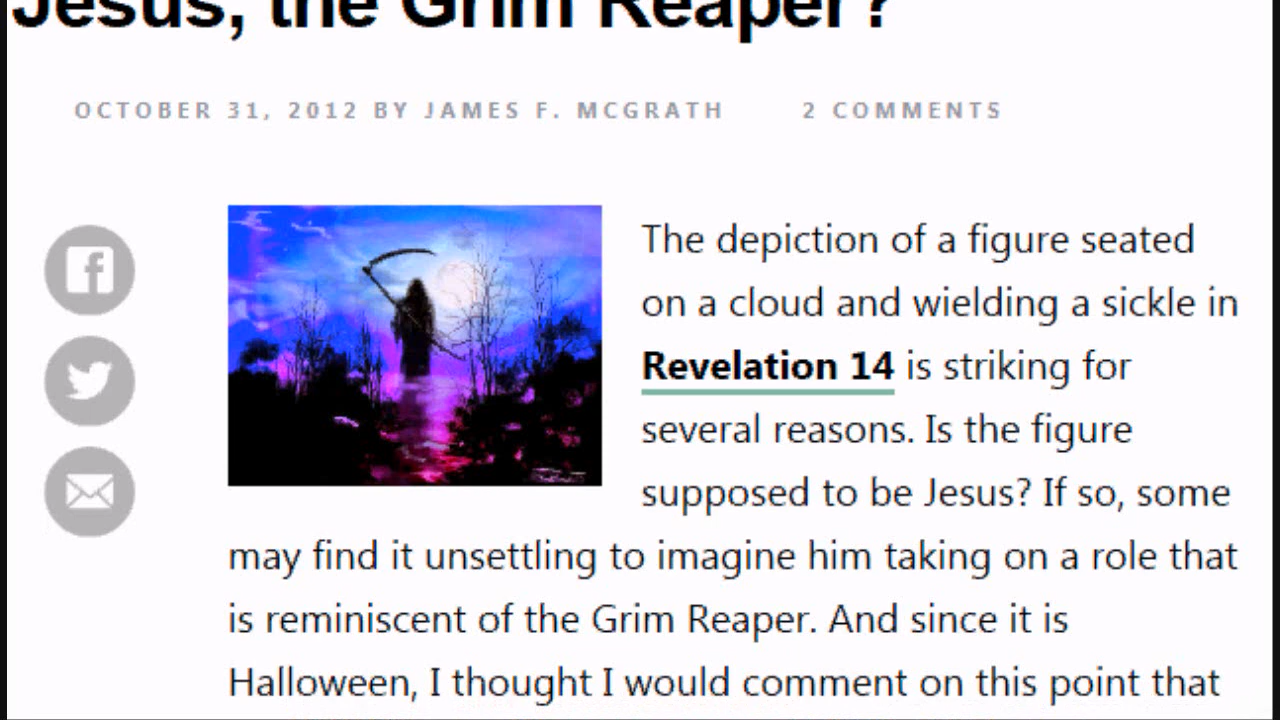 Jesus, the Grim Reaper?
OCTOBER 31, 2012 BY JAMES F. MCGRATH 2 COMMENTS
The depiction of a figure seated
on a cloud and wielding a sickle in
Revelation 14 is striking for
several reasons. Is the figure
supposed to be Jesus? If so, some
may find it unsettling to imagine him taking on a role that
is reminiscent of the Grim Reaper. And since it is
Halloween, I thought I would comment on this point that